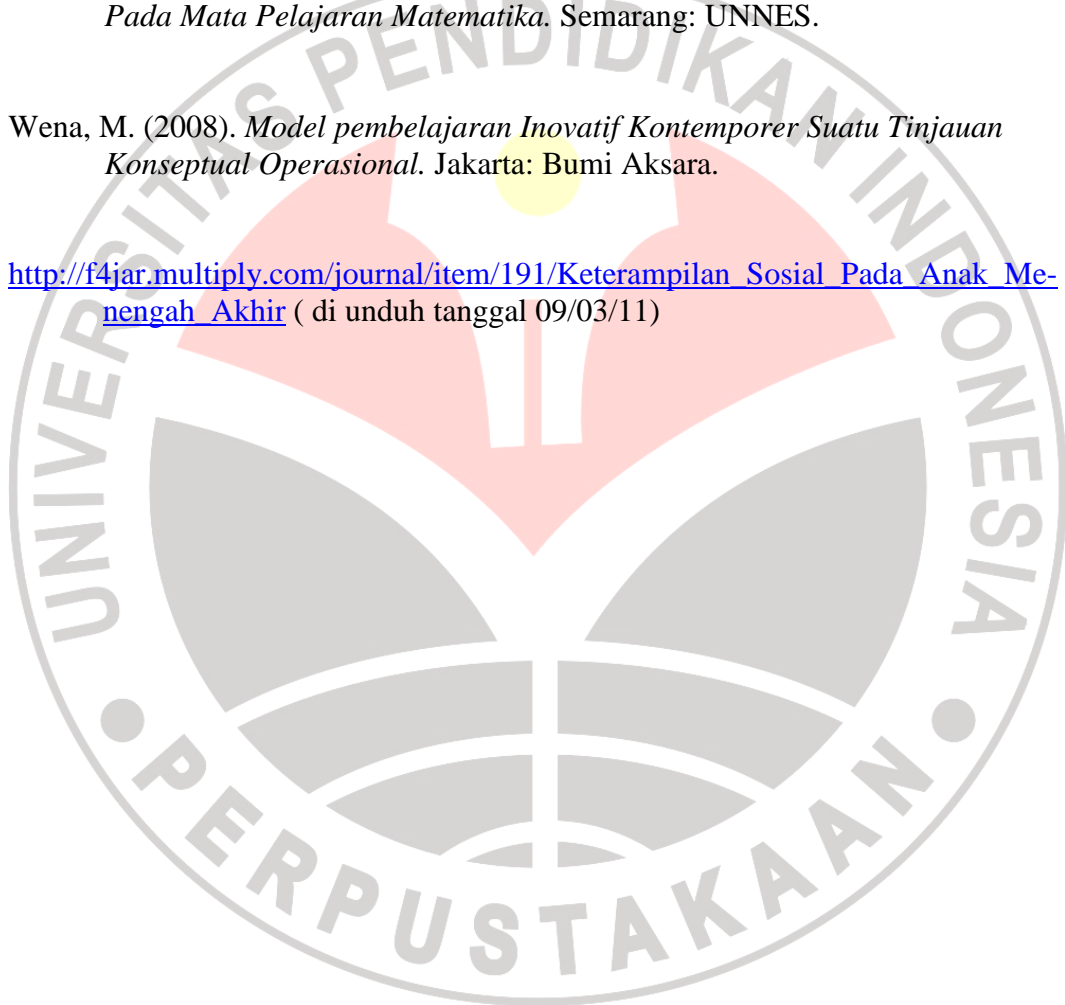 Pada Mata Pelajaran Matematika. Semarang: UNNES.
Wena, M. (2008). Model pembelajaran Inovatif Kontemporer Suatu Tinjauan
Konseptual Operasional. Jakarta: Bumi Aksara.
http://f4jar.multiply.com/journal/item/191/Keterampilan_Sosial_Pada_Anak_Me-
nengah_Akhir ( di unduh tanggal 09/03/11)
UNIVERSITAS PENDIDIKAN INDONESIA
PERPUSTAKAAN